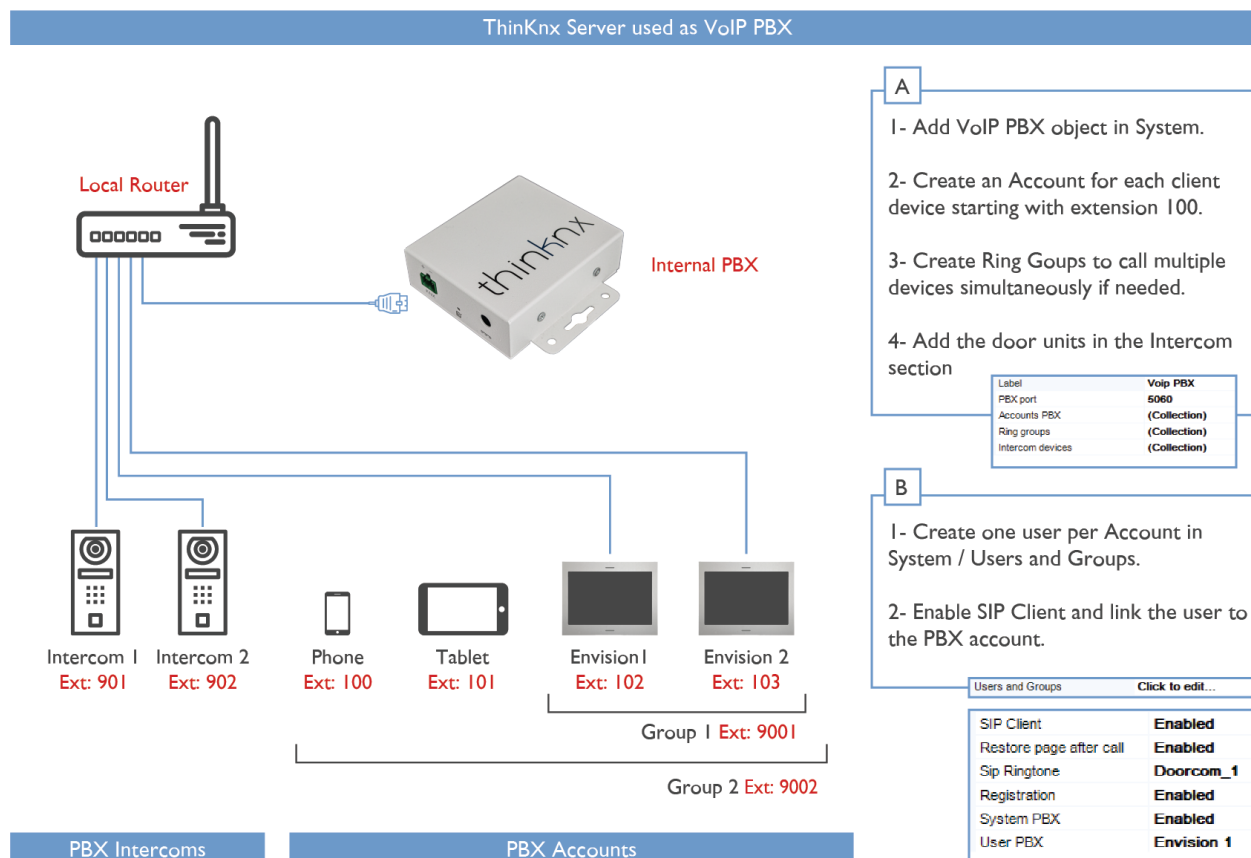 ThinKnx Server used as VoIP PBX
Local Router
thinknx
Internal PBX
Intercom 1
Ext: 901
Intercom 2
Ext: 902
Phone
Ext: 100
Tablet
Ext: 101
Envision1
Ext: 102
Envision 2
Ext: 103
Group 1 Ext: 9001
Group 2 Ext: 9002
PBX Intercoms
PBX Accounts
A
1- Add VoIP PBX object in System.
2- Create an Account for each client
device starting with extension 100.
3- Create Ring Goups to call multiple
devices simultaneously if needed.
4- Add the door units in the Intercom
section
Label Voip PBX
PBX port 5060
Accounts PBX (Collection)
Ring groups (Collection)
Intercom devices (Collection)
B
1- Create one user per Account in
System / Users and Groups.
2- Enable SIP Client and link the user to
the PBX account.
Users and Groups Click to edit...
SIP Client Enabled
Restore page after call Enabled
Sip Ringtone Doorcom_1
Registration Enabled
System PBX Enabled
User PBX Envision 1